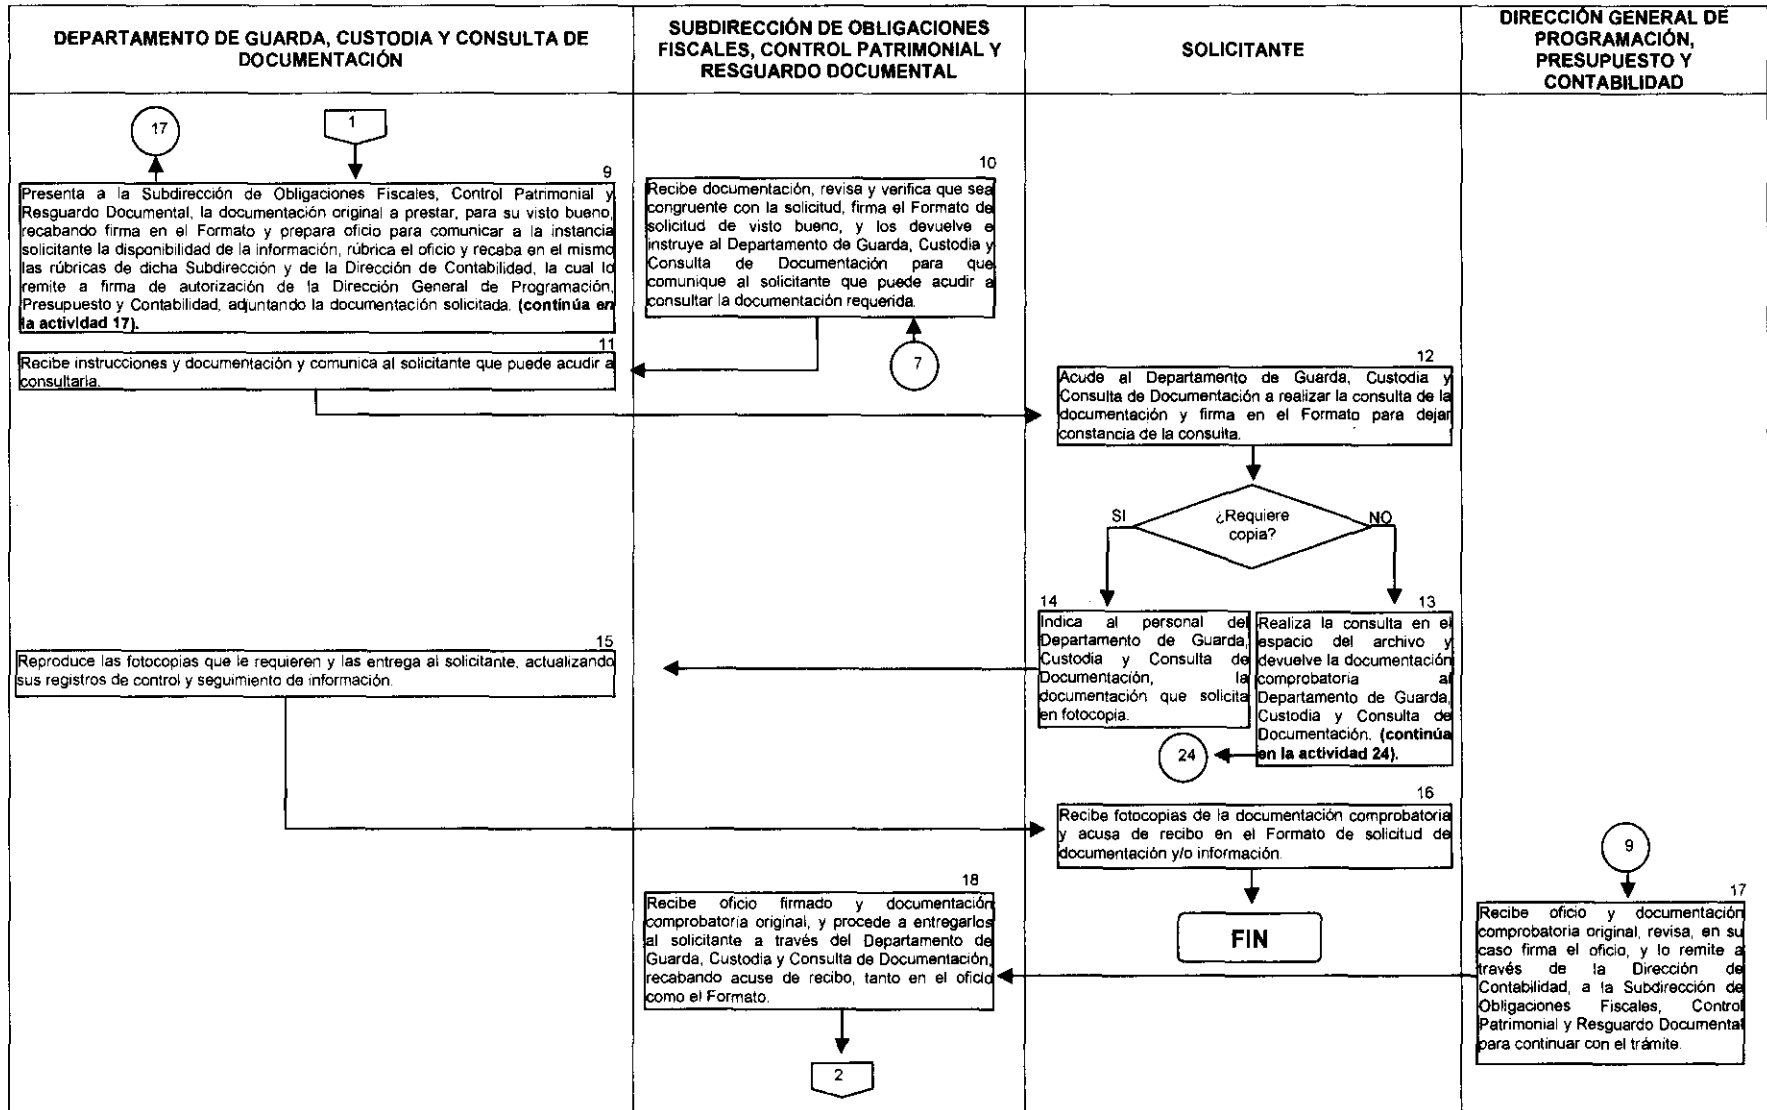 DEPARTAMENTO DE GUARDA, CUSTODIA Y CONSULTA DE
DOCUMENTACIÓN
SUBDIRECCIÓN DE OBLIGACIONES
FISCALES, CONTROL PATRIMONIAL Y
RESGUARDO DOCUMENTAL
SOLICITANTE
DIRECCIÓN GENERAL DE
PROGRAMACIÓN,
PRESUPUESTO Y
CONTABILIDAD
17
1
9
Presenta a la Subdirección de Obligaciones Fiscales, Control Patrimonial y
Resguardo Documental, la documentación original a prestar, para su visto bueno,
recabando firma en el Formato y prepara oficio para comunicar a la instancia
solicitante la disponibilidad de la información, rúbrica el oficio y recaba en el mismo
las rúbricas de dicha Subdirección y de la Dirección de Contabilidad, la cual lo
remite a firma de autorización de la Dirección General de Programación,
Presupuesto y Contabilidad, adjuntando la documentación solicitada. (continúa en
la actividad 17).
10
Recibe documentación, revisa y verifica que sea
congruente con la solicitud, firma el Formato de
solicitud de visto bueno, y los devuelve e
instruye al Departamento de Guarda, Custodia y
Consulta de Documentación para que
comunique al solicitante que puede acudir a
consultar la documentación requerida.
7
11
Recibe instrucciones y documentación y comunica al solicitante que puede acudir a
consultarla.
12
Acude al Departamento de Guarda, Custodia y
Consulta de Documentación a realizar la consulta de la
documentación y firma en el Formato para dejar
constancia de la consulta.
¿Requiere
copia?
SI
NO
14
Indica al personal del
Departamento de Guarda,
Custodia y Consulta de
Documentación, la
documentación que solicita
en fotocopia.
13
Realiza la consulta en el
espacio del archivo y
devuelve la documentación
comprobatoria al
Departamento de Guarda,
Custodia y Consulta de
Documentación. (continúa
en la actividad 24).
24
15
Reproduce las fotocopias que le requieren y las entrega al solicitante, actualizando
sus registros de control y seguimiento de información.
16
Recibe fotocopias de la documentación comprobatoria
y acusa de recibo en el Formato de solicitud de
documentación y/o información.
FIN
9
17
Recibe oficio y documentación
comprobatoria original, revisa, en su
caso firma el oficio, y lo remite a
través de la Dirección de
Contabilidad, a la Subdirección de
Obligaciones Fiscales, Control
Patrimonial y Resguardo Documental
para continuar con el trámite.
18
Recibe oficio firmado y documentación
comprobatoria original, y procede a entregarlos
al solicitante a través del Departamento de
Guarda, Custodia y Consulta de Documentación,
recabando acuse de recibo, tanto en el oficio
como el Formato.
2